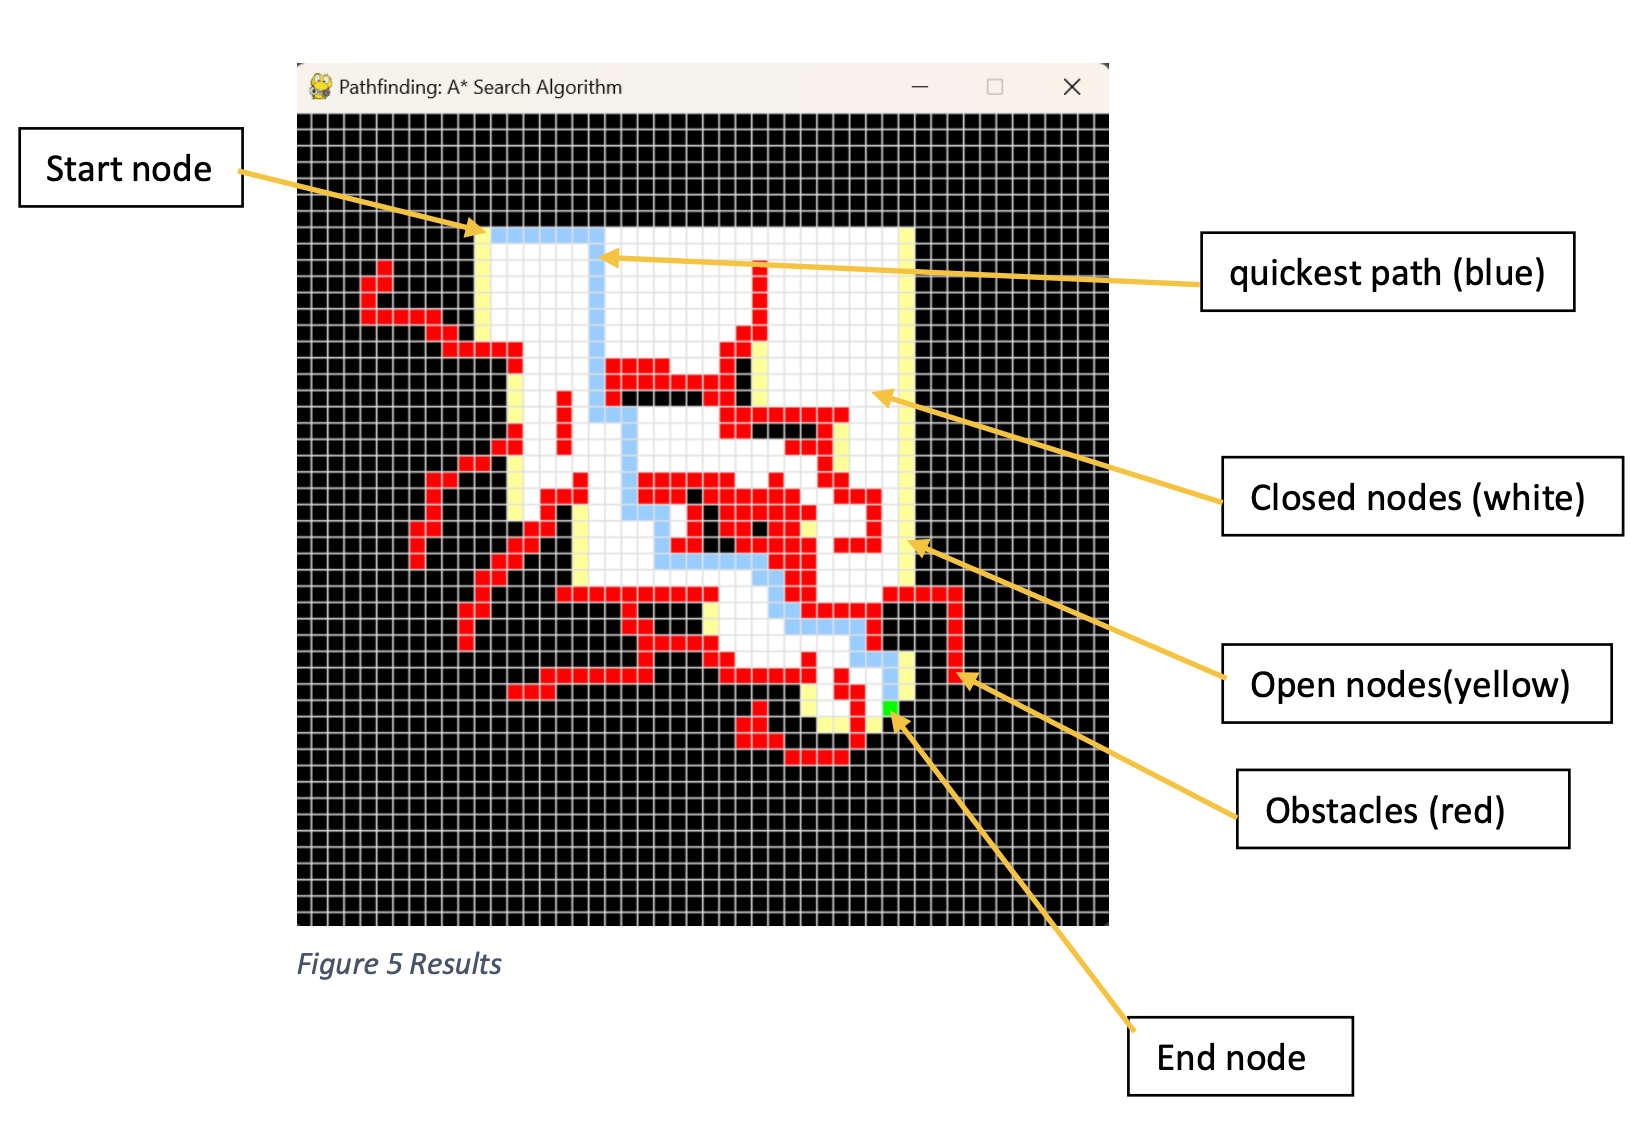 Pathfinding: A* Search Algorithm
Start node
quickest path (blue)
Closed nodes (white)
Open nodes(yellow)
Obstacles (red)
Figure 5 Results
End node